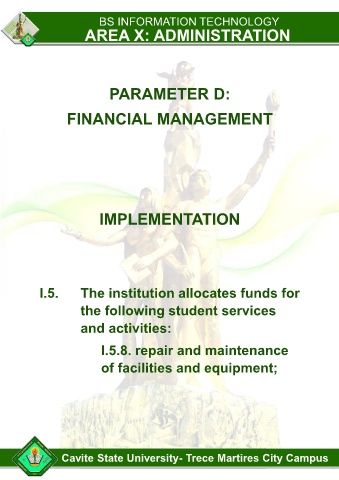 BS INFORMATION TECHNOLOGY
AREA X: ADMINISTRATION
PARAMETER D:
FINANCIAL MANAGEMENT
IMPLEMENTATION
I.5. The institution allocates funds for
the following student services
and activities:
I.5.8. repair and maintenance
of facilities and equipment;
Cavite State University- Trece Martires City Campus